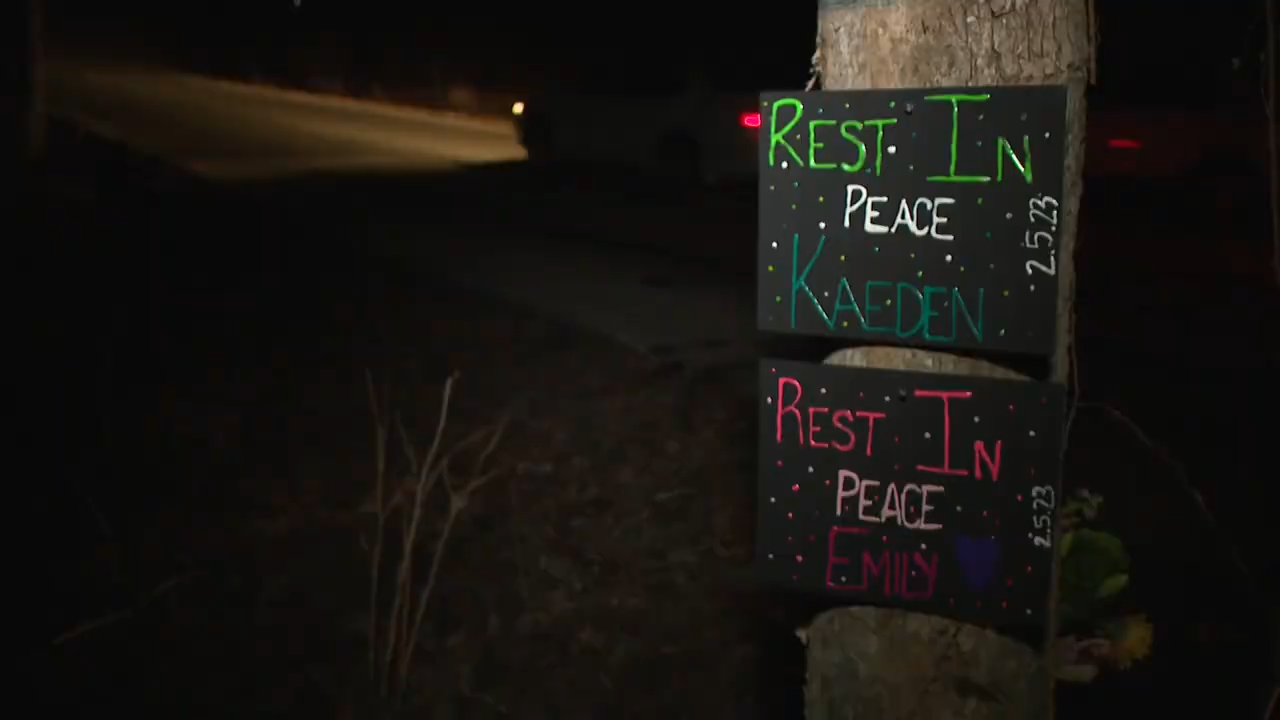 REST IN
PEACE
KAEDEN
2.5.23
REST IN
PEACE
EMILY
2.5.23